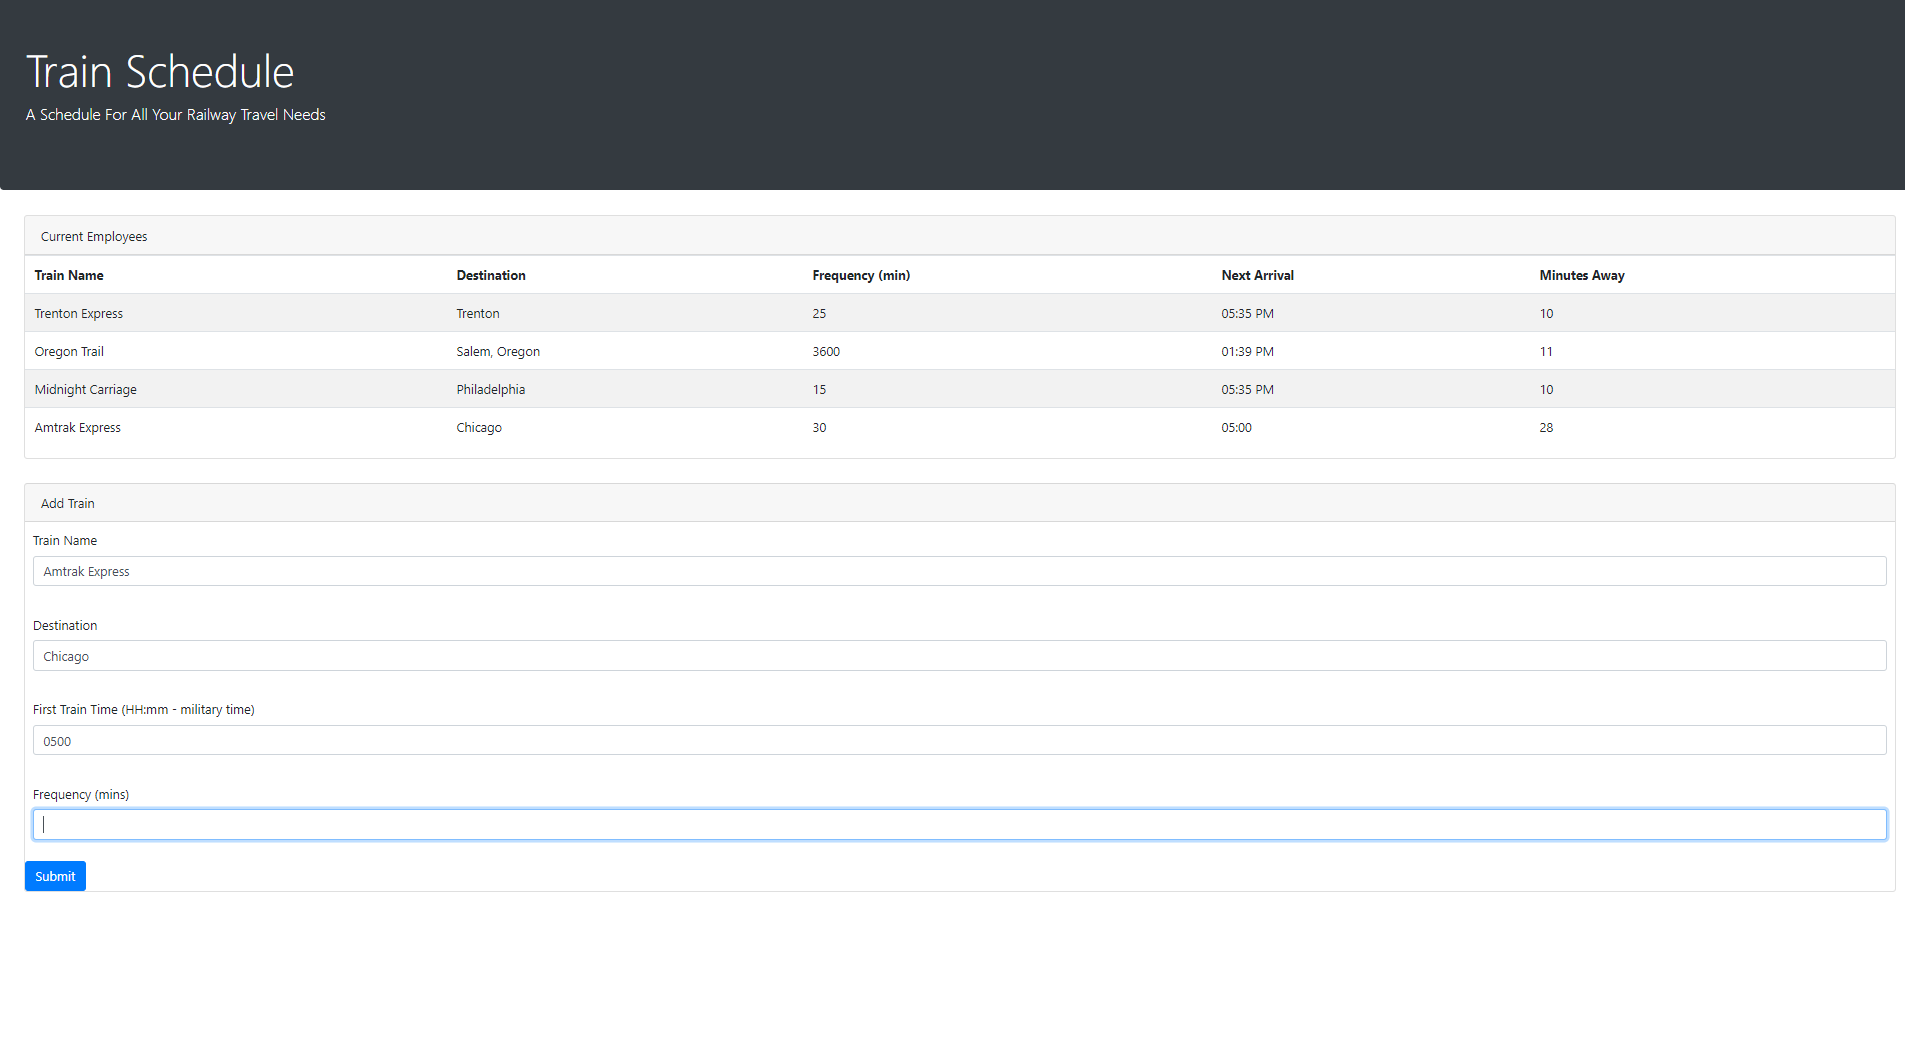 Train Schedule
A Schedule For All Your Railway Travel Needs
Current Employees
Train Name Destination Frequency (min) Next Arrival Minutes Away
Trenton Express Trenton 25 05:35 PM 10
Oregon Trail Salem, Oregon 3600 01:39 PM 11
Midnight Carriage Philadelphia 15 05:35 PM 10
Amtrak Express Chicago 30 05:00 28
Add Train
Train Name
Amtrak Express
Destination
Chicago
First Train Time (HH:mm - military time)
0500
Frequency (mins)
Submit